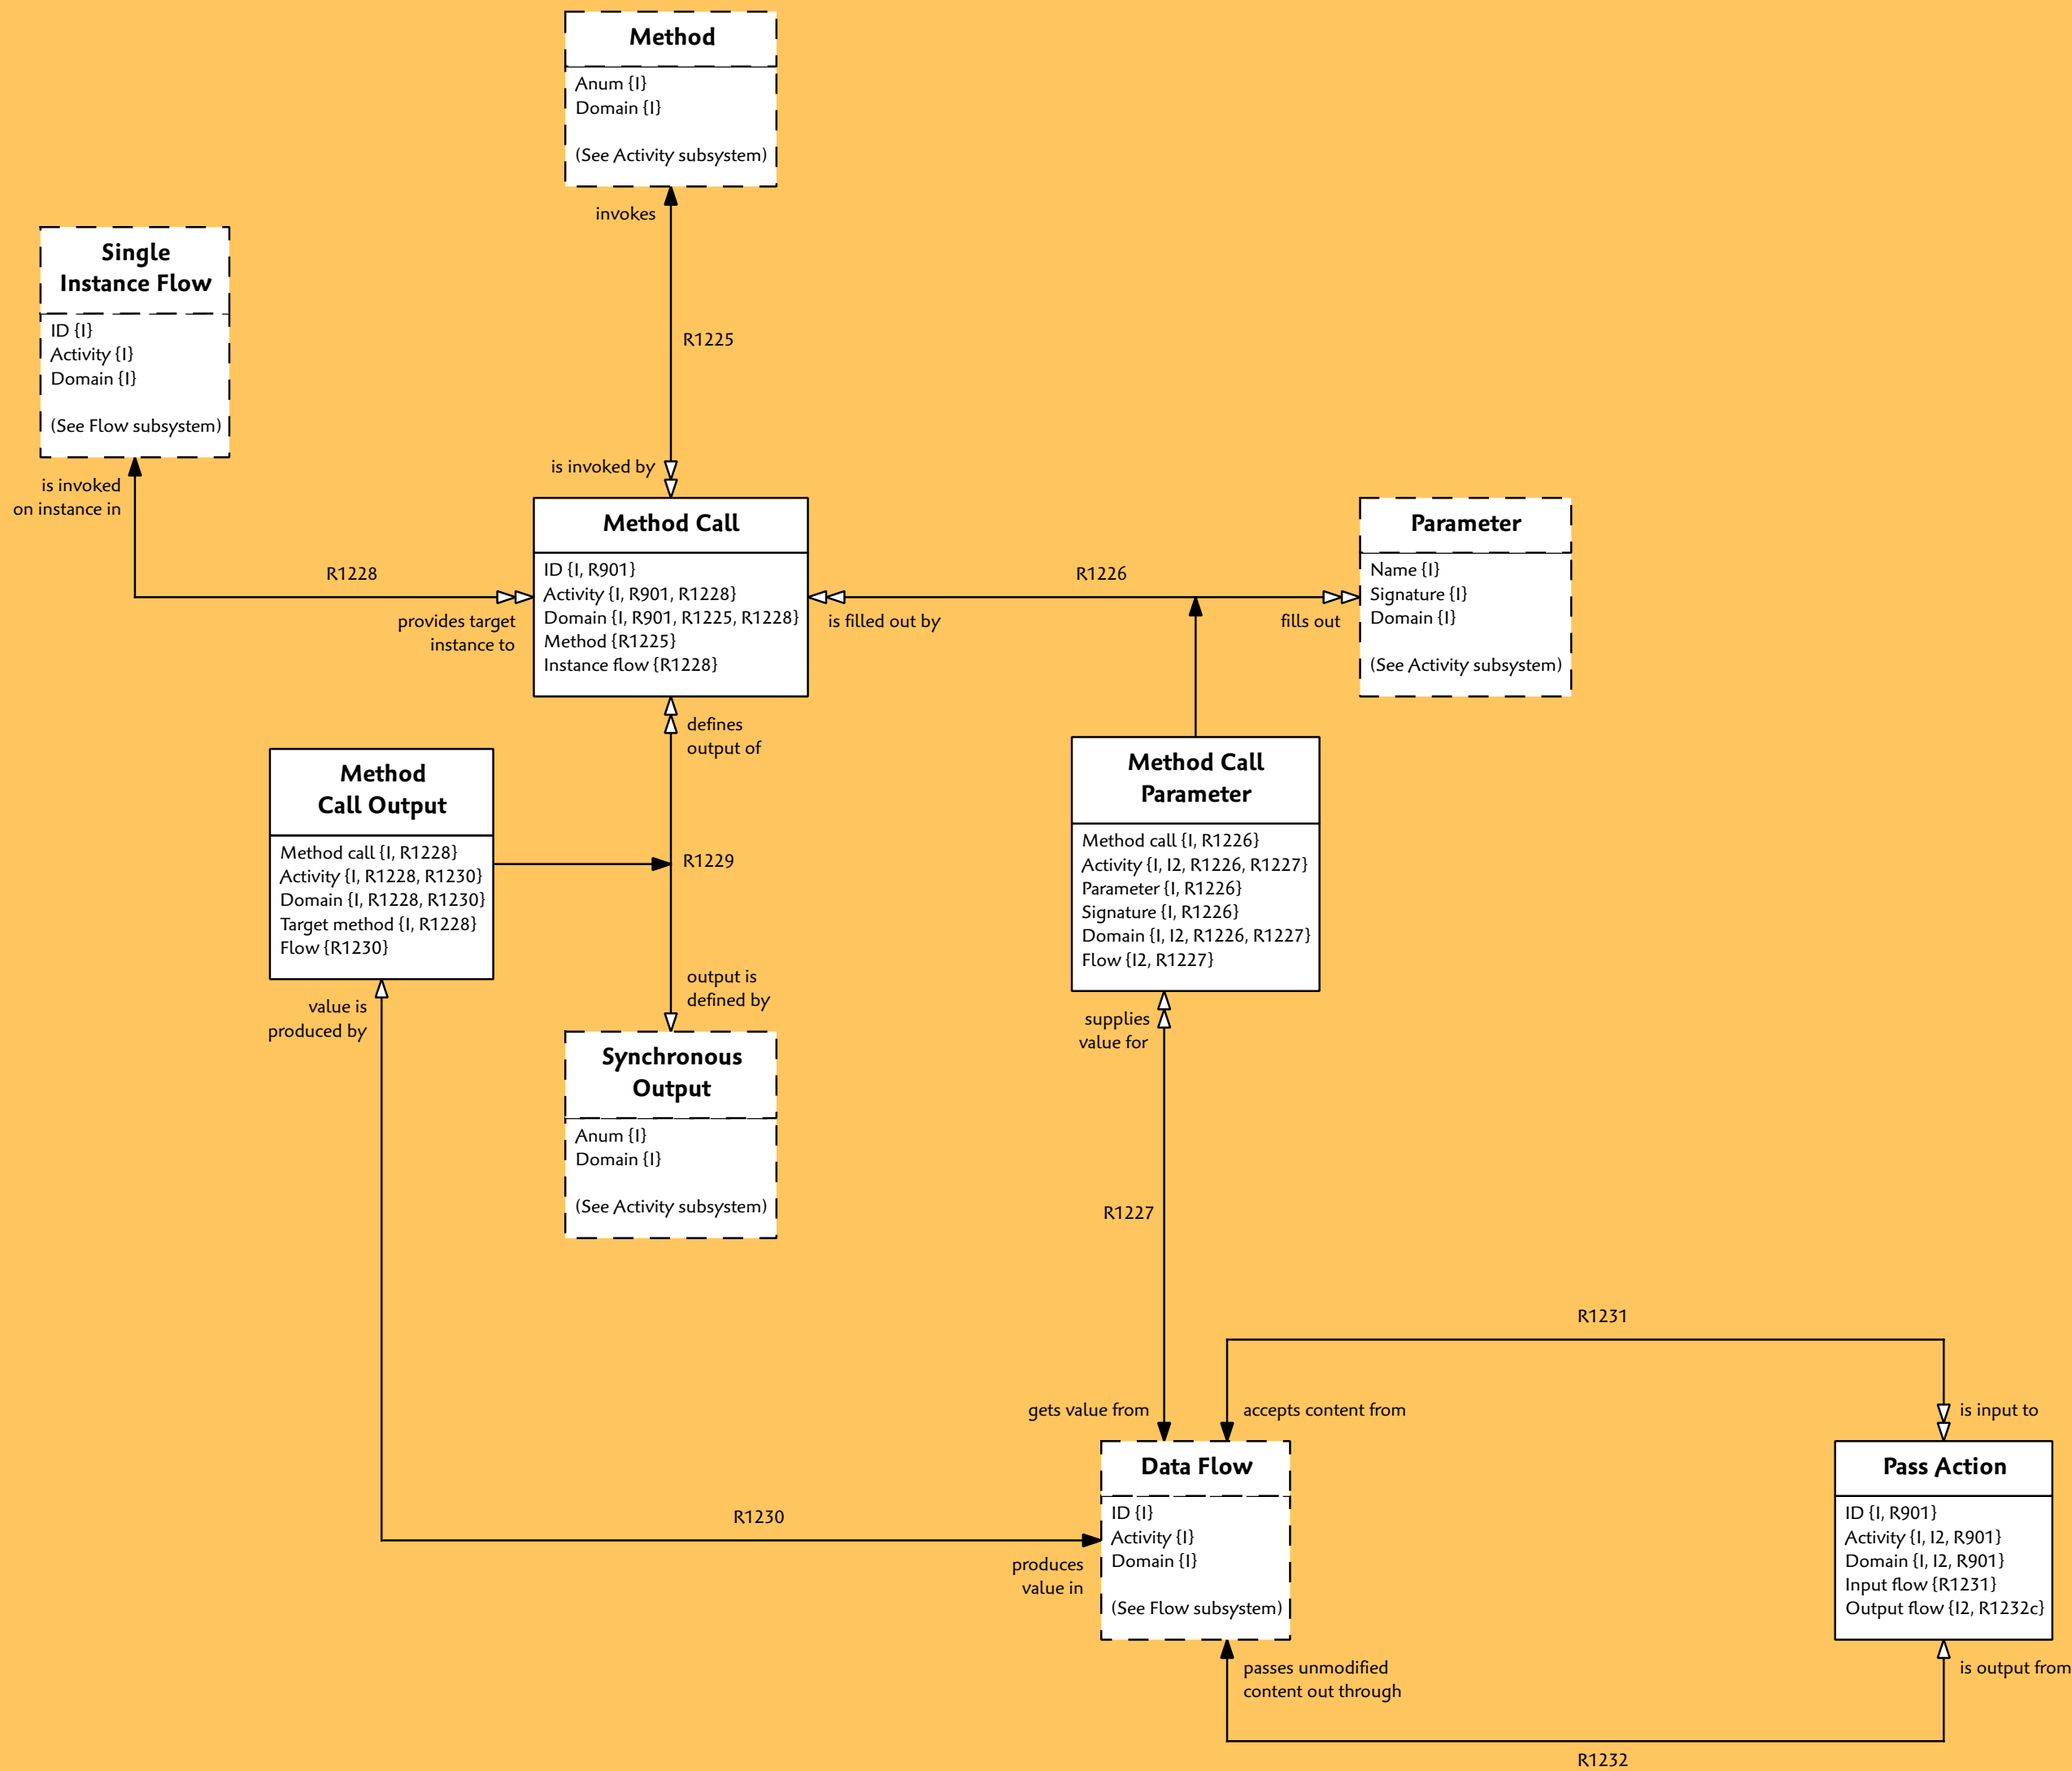 Method
Anum {I}
Domain {I}
(See Activity subsystem)
invokes
R1225
is invoked by
Single
Instance Flow
ID {I}
Activity {I}
Domain {I}
(See Flow subsystem)
is invoked
on instance in
R1228
provides target
instance to
Method Call
ID {I, R901}
Activity {I, R901, R1228}
Domain {I, R901, R1225, R1228}
Method {R1225}
Instance flow {R1228}
R1226
is filled out by
fills out
Parameter
Name {I}
Signature {I}
Domain {I}
(See Activity subsystem)
defines
output of
R1229
output is
defined by
Method
Call Output
Method call {I, R1228}
Activity {I, R1228, R1230}
Domain {I, R1228, R1230}
Target method {I, R1228}
Flow {R1230}
value is
produced by
Method Call
Parameter
Method call {I, R1226}
Activity {I, I2, R1226, R1227}
Parameter {I, R1226}
Signature {I, R1226}
Domain {I, I2, R1226, R1227}
Flow {I2, R1227}
supplies
value for
Synchronous
Output
Anum {I}
Domain {I}
(See Activity subsystem)
R1227
R1231
gets value from
accepts content from
is input to
R1230
produces
value in
Data Flow
ID {I}
Activity {I}
Domain {I}
(See Flow subsystem)
Pass Action
ID {I, R901}
Activity {I, I2, R901}
Domain {I, I2, R901}
Input flow {R1231}
Output flow {I2, R1232c}
passes unmodified
content out through
is output from
R1232